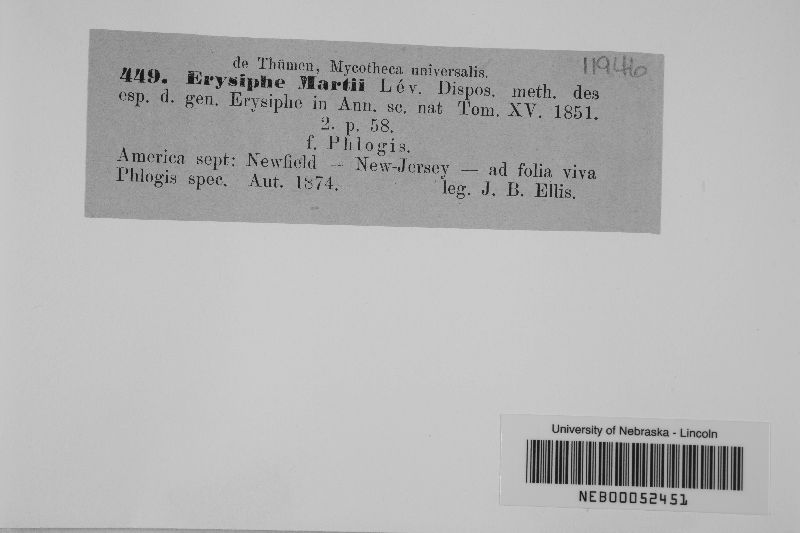 de Thümen, Mycotheca universalis.
11946
449. Erysiphe Martii Lév. Dispos. meth. des
esp. d. gen. Erysiphe in Ann. sc. nat Tom. XV. 1851.
2. p. 58.
f. Phlogis.
America sept: Newfield — New-Jersey — ad folia viva
Phlogis spec. Aut. 1874. leg. J. B. Ellis.
University of Nebraska - Lincoln
NEB00052451